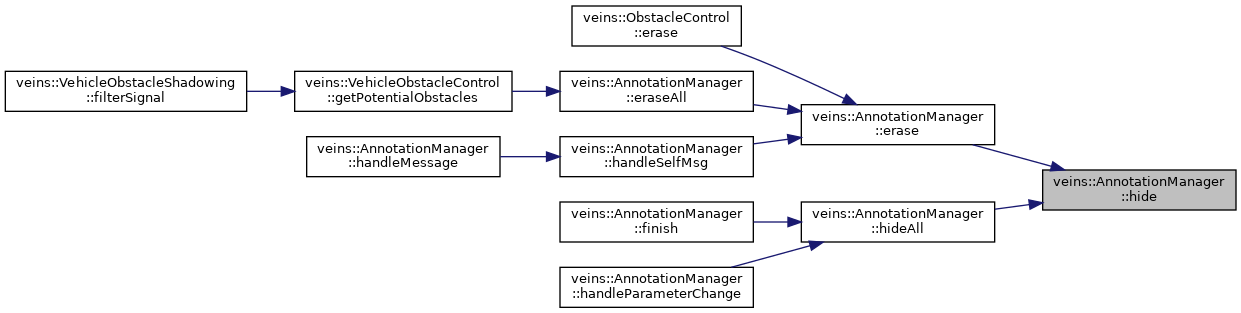 veins::ObstacleControl
::erase
veins::VehicleObstacleShadowing
::filterSignal
veins::VehicleObstacleControl
::getPotentialObstacles
veins::AnnotationManager
::eraseAll
veins::AnnotationManager
::erase
veins::AnnotationManager
::handleMessage
veins::AnnotationManager
::handleSelfMsg
veins::AnnotationManager
::hide
veins::AnnotationManager
::finish
veins::AnnotationManager
::hideAll
veins::AnnotationManager
::handleParameterChange